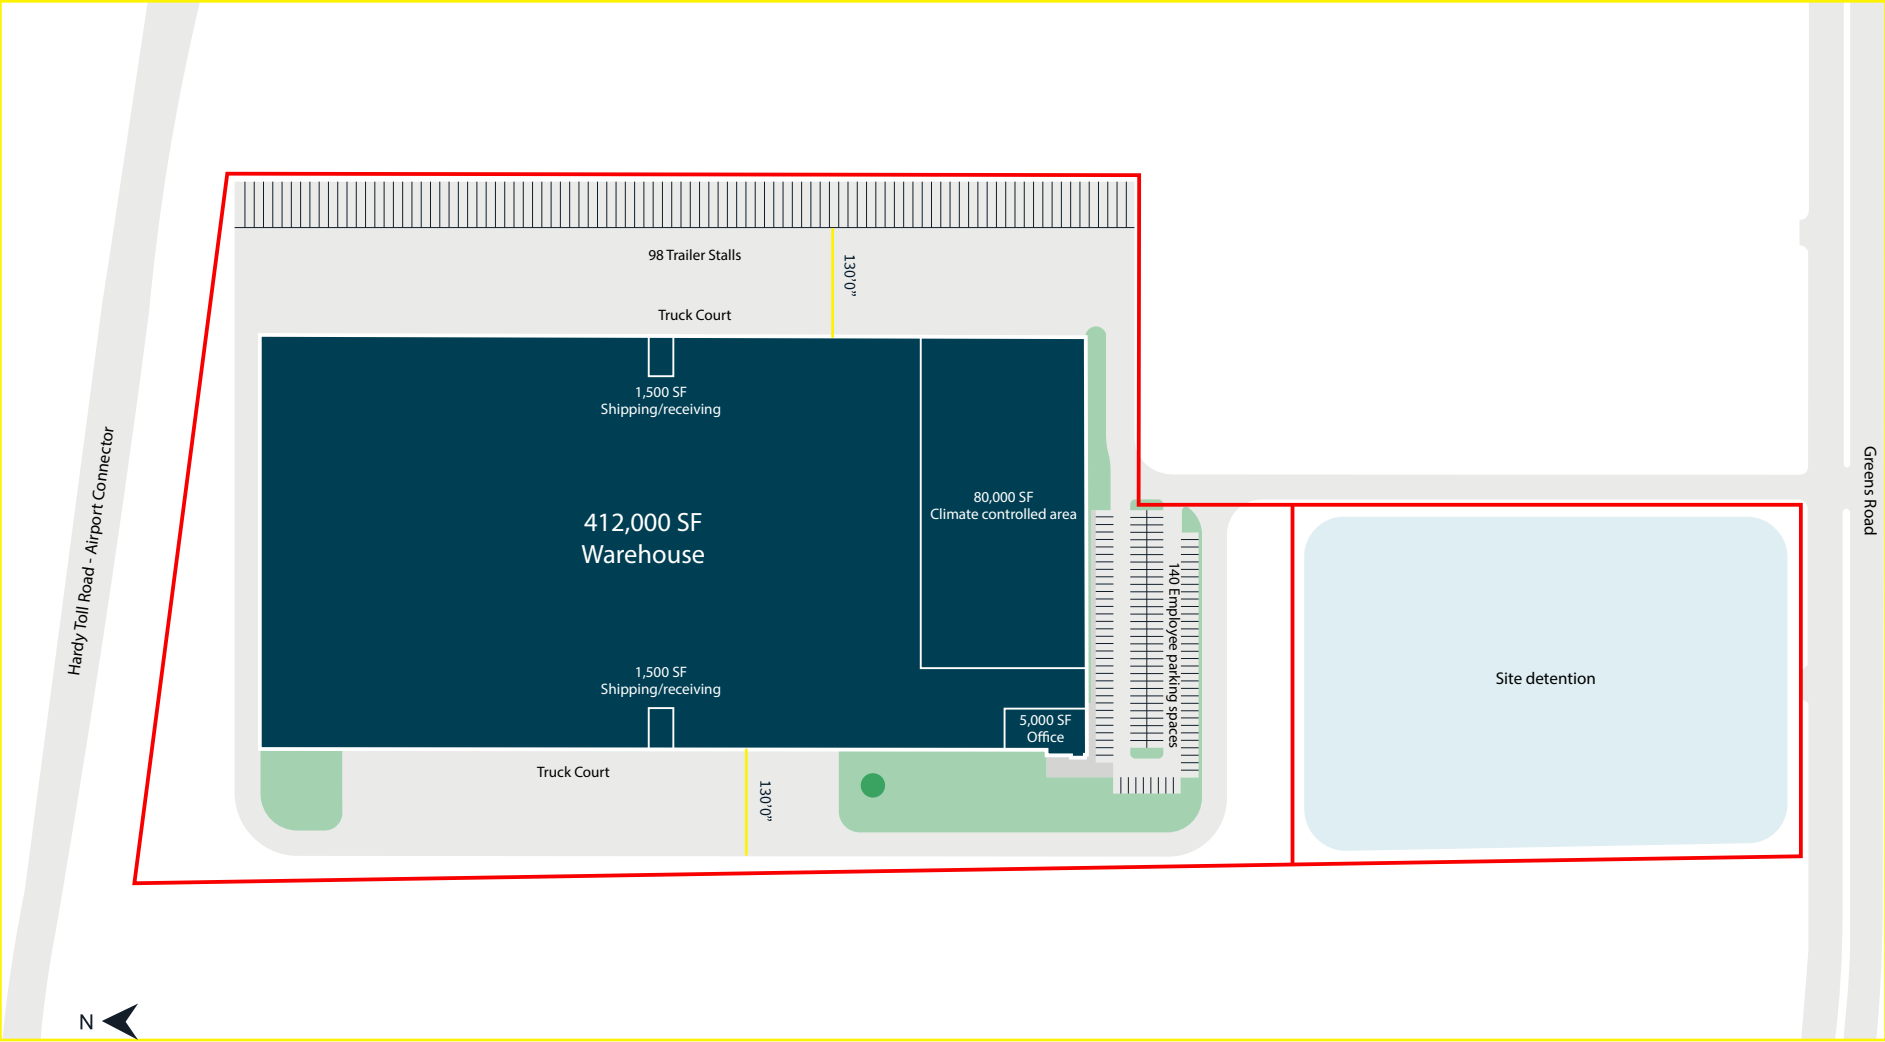 98 Trailer Stalls
130'0"
Truck Court
1,500 SF
Shipping/receiving
412,000 SF
Warehouse
80,000 SF
Climate controlled area
1,500 SF
Shipping/receiving
5,000 SF
Office
140 Employee parking spaces
Truck Court
130'0"
Site detention
Hardy Toll Road - Airport Connector
Greens Road
N